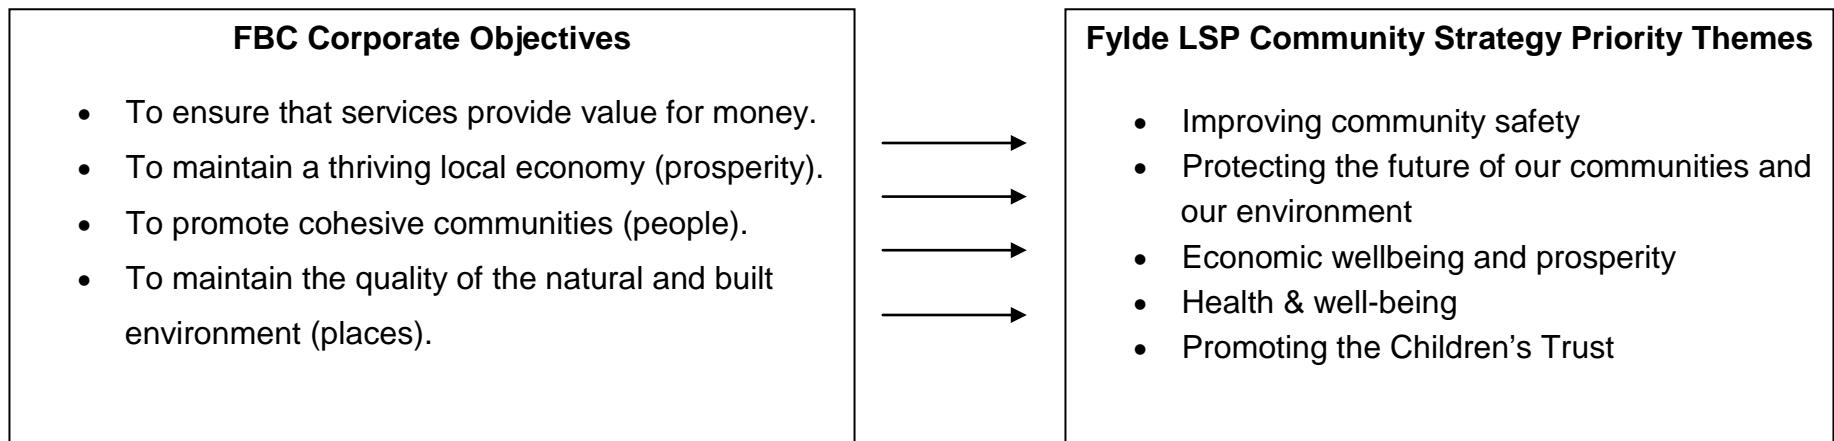 FBC Corporate Objectives
• To ensure that services provide value for money.
• To maintain a thriving local economy (prosperity).
• To promote cohesive communities (people).
• To maintain the quality of the natural and built
environment (places).
Fylde LSP Community Strategy Priority Themes
• Improving community safety
• Protecting the future of our communities and
our environment
• Economic wellbeing and prosperity
• Health & well-being
• Promoting the Children’s Trust